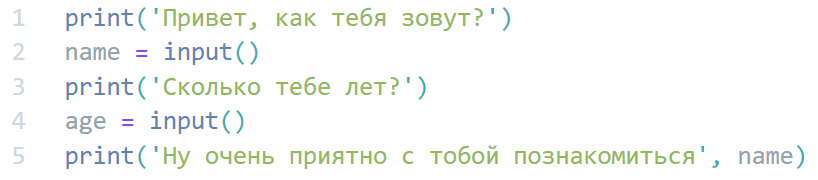 1 print('Привет, как тебя зовут?')
2 name = input()
3 print('Сколько тебе лет?')
4 age = input()
5 print('Ну очень приятно с тобой познакомиться', name)